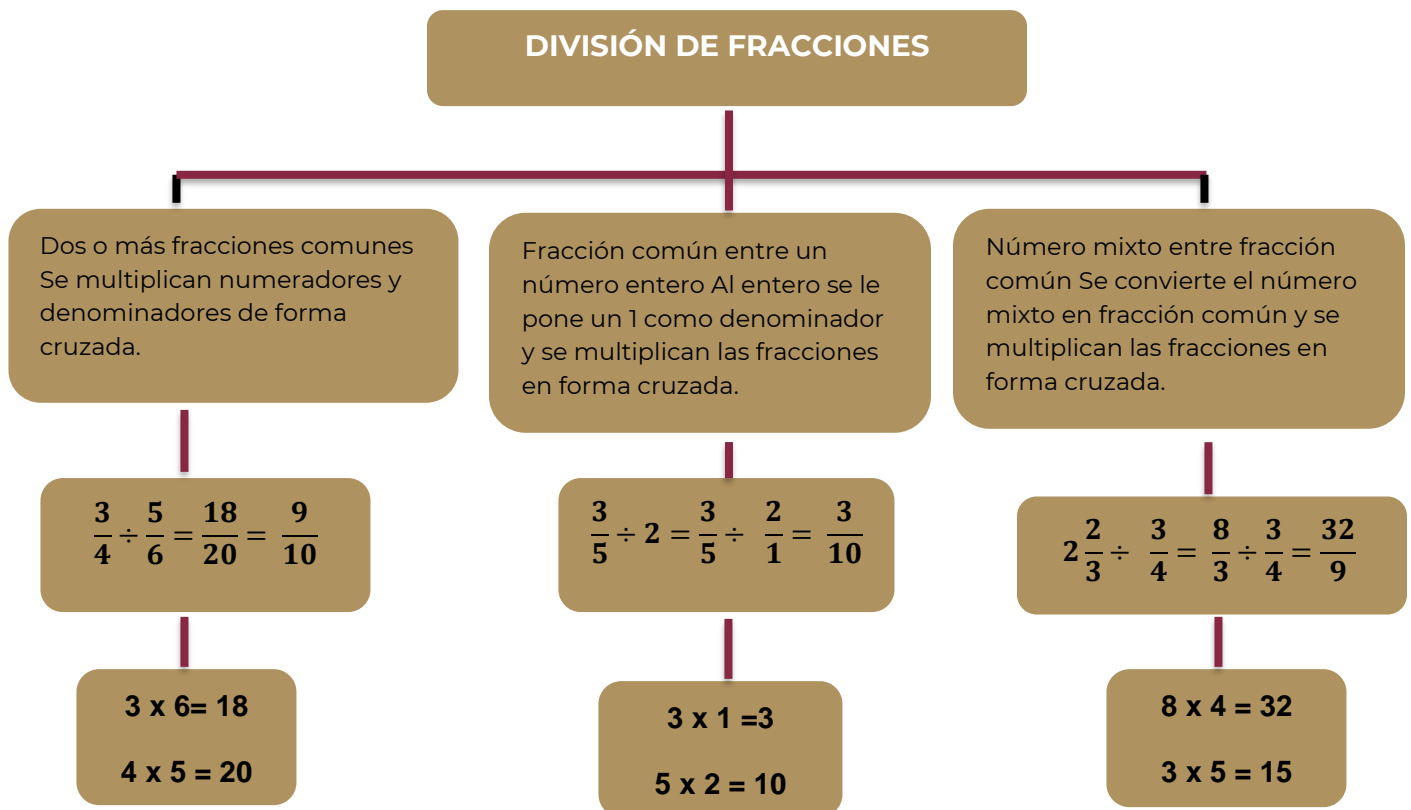 DIVISIÓN DE FRACCIONES
Dos o más fracciones comunes
Se multiplican numeradores y
denominadores de forma
cruzada.
Fracción común entre un
número entero Al entero se le
pone un 1 como denominador
y se multiplican las fracciones
en forma cruzada.
Número mixto entre fracción
común Se convierte el número
mixto en fracción común y se
multiplican las fracciones en
forma cruzada.
3/4 ÷ 5/6 = 18/20 = 9/10
3/5 ÷ 2 = 3/5 ÷ 2/1 = 3/10
2 2/3 ÷ 3/4 = 8/3 ÷ 3/4 = 32/9
3 x 6= 18
4 x 5 = 20
3 x 1 =3
5 x 2 = 10
8 x 4 = 32
3 x 5 = 15